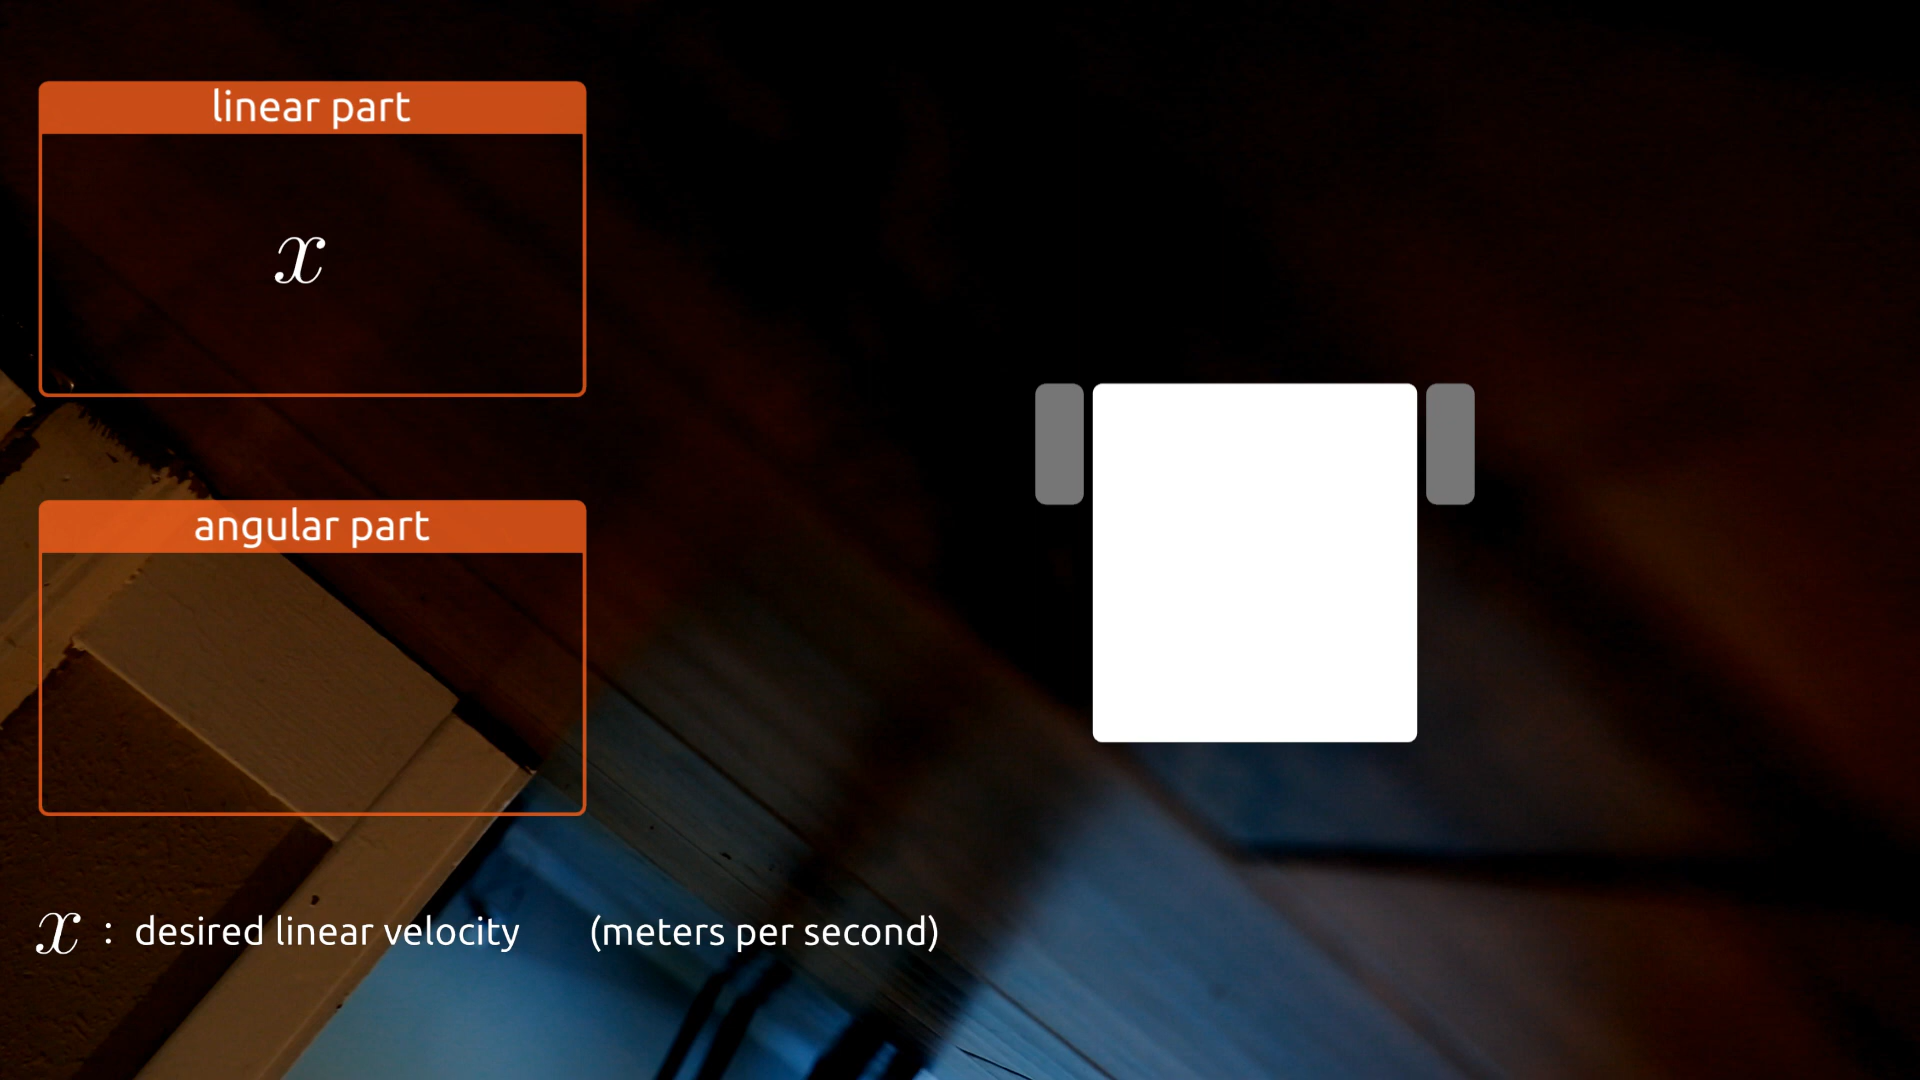 linear part
x
angular part
x : desired linear velocity (meters per second)